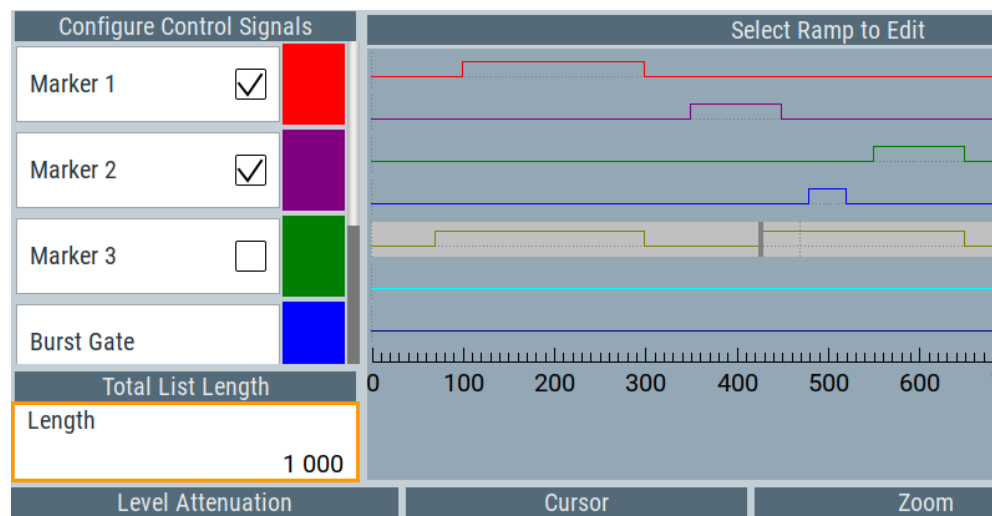 Configure Control Signals
Select Ramp to Edit
Marker 1
Marker 2
Marker 3
Burst Gate
0 100 200 300 400 500 600
Total List Length
Length
1 000
Level Attenuation
Cursor
Zoom